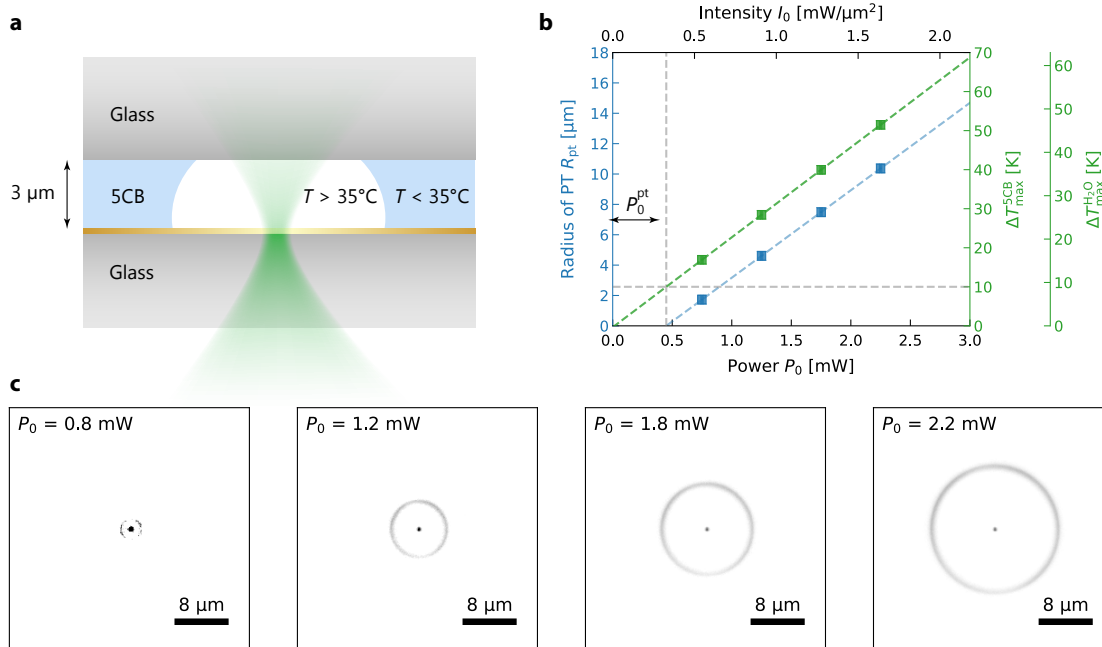 a
Glass
3 μm
5CB
T > 35°C
T < 35°C
Glass
b
Intensity I₀ [mW/μm²]
0.0 0.5 1.0 1.5 2.0
Radius of PT Rₚₜ [μm]
18
16
14
12
10
8
6
4
2
0
P₀ᵖᵗ
0.0 0.5 1.0 1.5 2.0 2.5 3.0
Power P₀ [mW]
70
60
50
40
30
20
10
0
ΔT⁵ᶜᴮmax [K]
60
50
40
30
20
10
0
ΔTᴴ²ᴼmax [K]
c
P₀ = 0.8 mW
8 μm
P₀ = 1.2 mW
8 μm
P₀ = 1.8 mW
8 μm
P₀ = 2.2 mW
8 μm